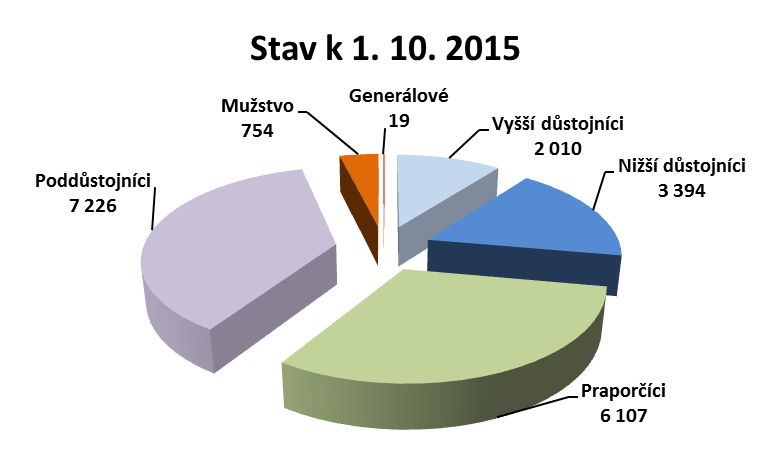 Stav k 1. 10. 2015
Generálové
19
Vyšší důstojníci
2 010
Nižší důstojníci
3 394
Praporčíci
6 107
Poddůstojníci
7 226
Mužstvo
754